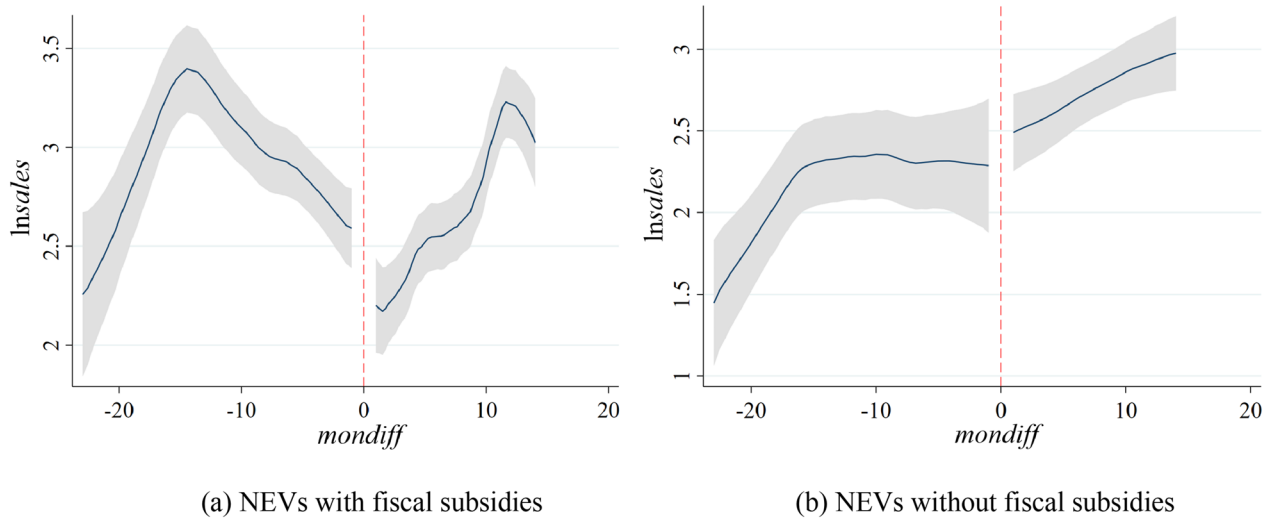 3.5
3
2.5
2
lnsales
-20 -10 0 10 20
mondiff
(a) NEVs with fiscal subsidies
3
2.5
2
1.5
1
lnsales
-20 -10 0 10 20
mondiff
(b) NEVs without fiscal subsidies